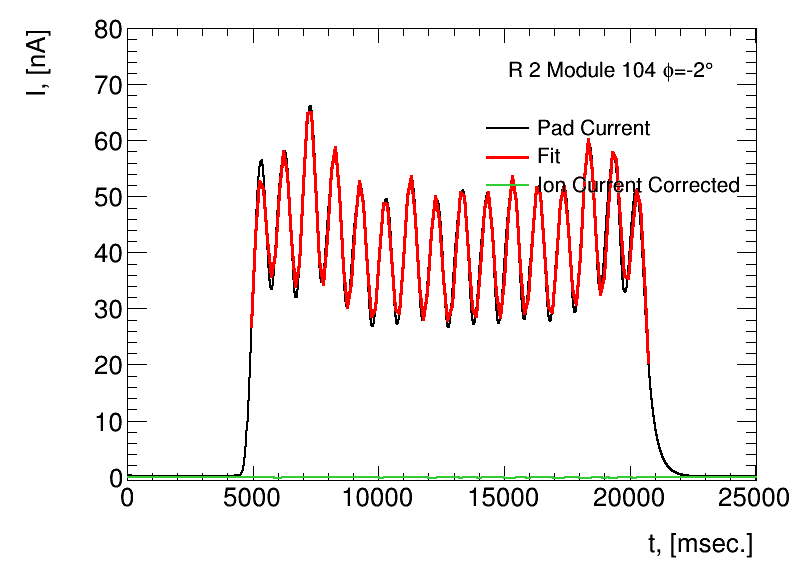 I, [nA]
80
70
60
50
40
30
20
10
0
R 2 Module 104 ϕ=-2°
Pad Current
Fit
Ion Current Corrected
0 5000 10000 15000 20000 25000
t, [msec.]